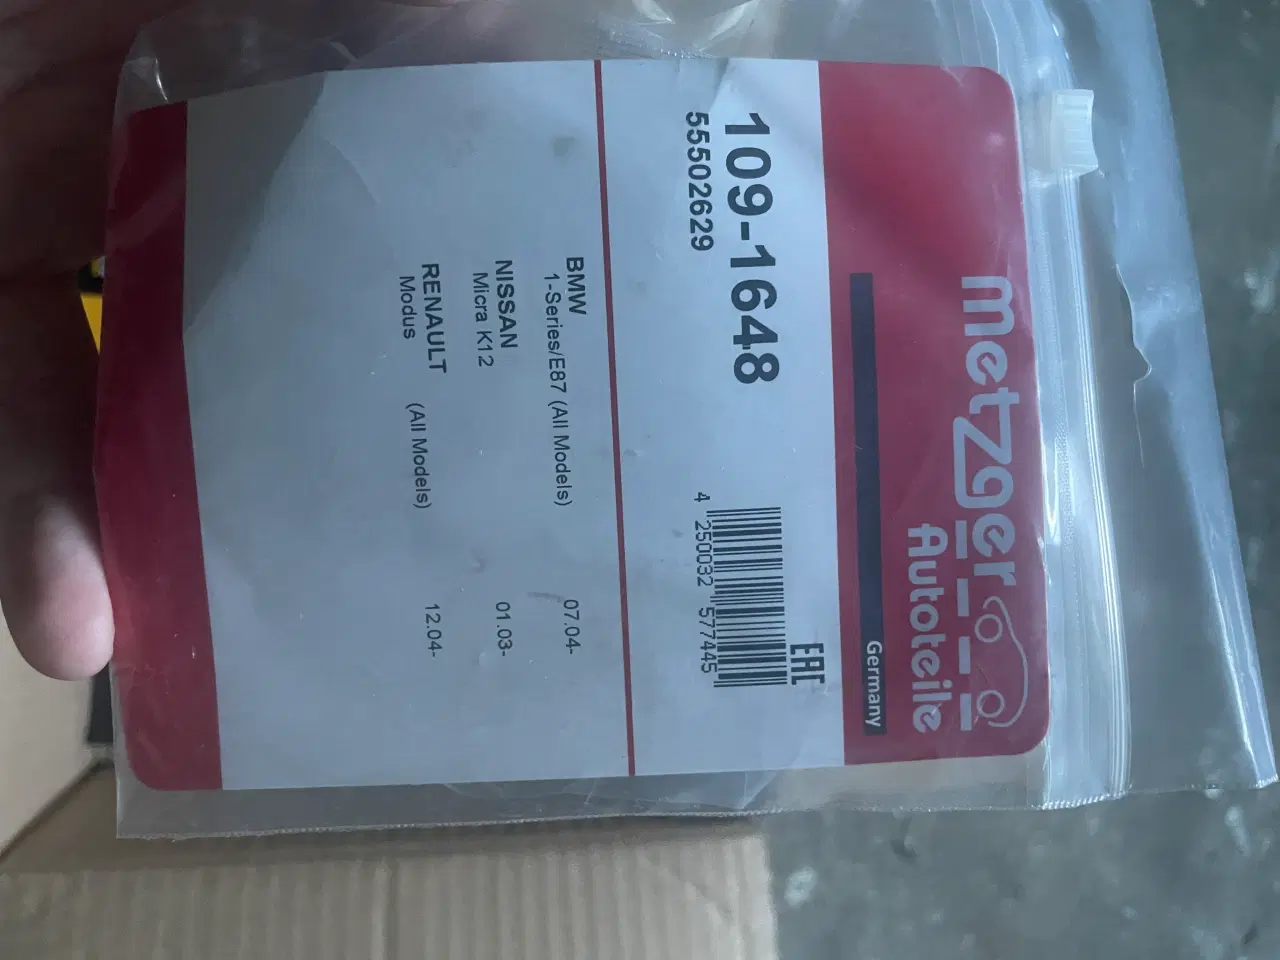 metzger
Autoteile
Germany
109-1648
55502629
EAC
4 250032 577445
BMW
1-Series/E87 (All Models) 07.04-
NISSAN
Micra K12 01.03-
RENAULT
Modus (All Models) 12.04-